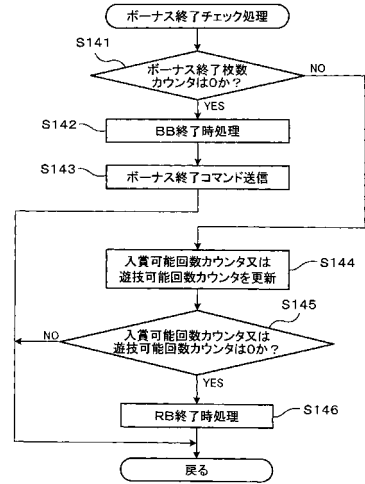 ボーナス終了チェック処理
S141
ボーナス終了枚数
カウンタは0か？
NO
YES
S142
BB終了時処理
S143
ボーナス終了コマンド送信
入賞可能回数カウンタ又は
遊技可能回数カウンタを更新
S144
S145
入賞可能回数カウンタ又は
遊技可能回数カウンタは0か？
NO
YES
RB終了時処理
S146
戻る